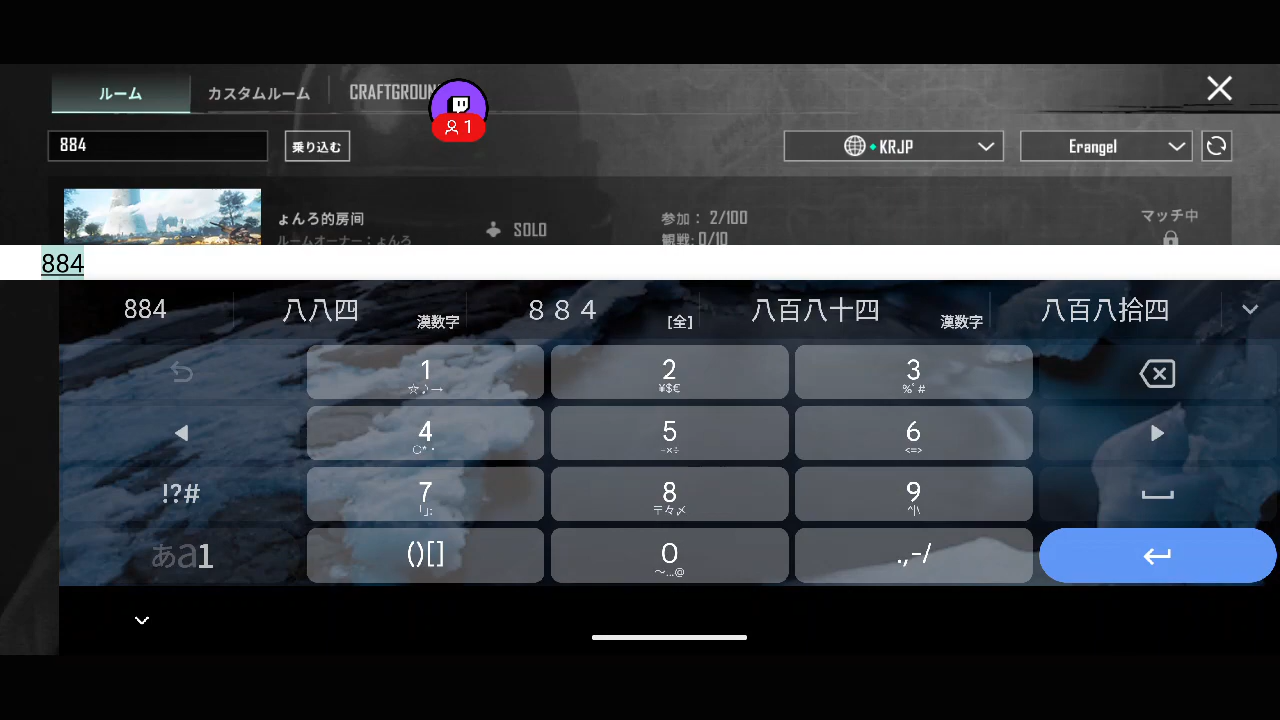 ルーム カスタムルーム CRAFTGROUN
1
884 乗り込む KRJP Erangel
ょんろ的房间 SOLO 参加： 2/100 マッチ中
ルームオーナー：ょんろ 観戦: 0/10
884
884 八八四 漢数字 ８８４ [全] 八百八十四 漢数字 八百八拾四
1 2 3
☆♪→ ¥$€ %゜#
4 5 6
○*・ -×÷ <=>
!?# 7 8 9
「」: 〒々〆 ^|\
あa1 ()[] 0 .,-/
～…@